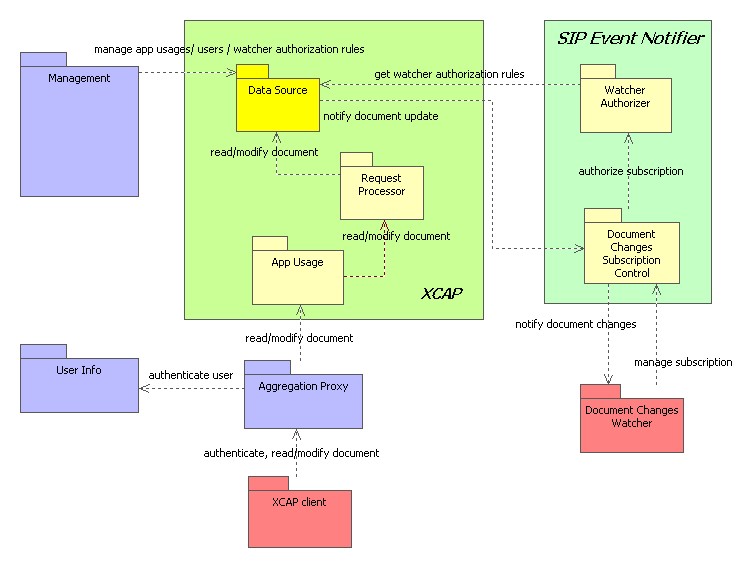 SIP Event Notifier
manage app usages/ users / watcher authorization rules
Management
get watcher authorization rules
Data Source
Watcher
Authorizer
notify document update
read/modify document
Request
Processor
authorize subscription
read/modify document
App Usage
Document
Changes
Subscription
Control
XCAP
notify document changes
read/modify document
manage subscription
User Info
authenticate user
Aggregation Proxy
Document Changes
Watcher
authenticate, read/modify document
XCAP client